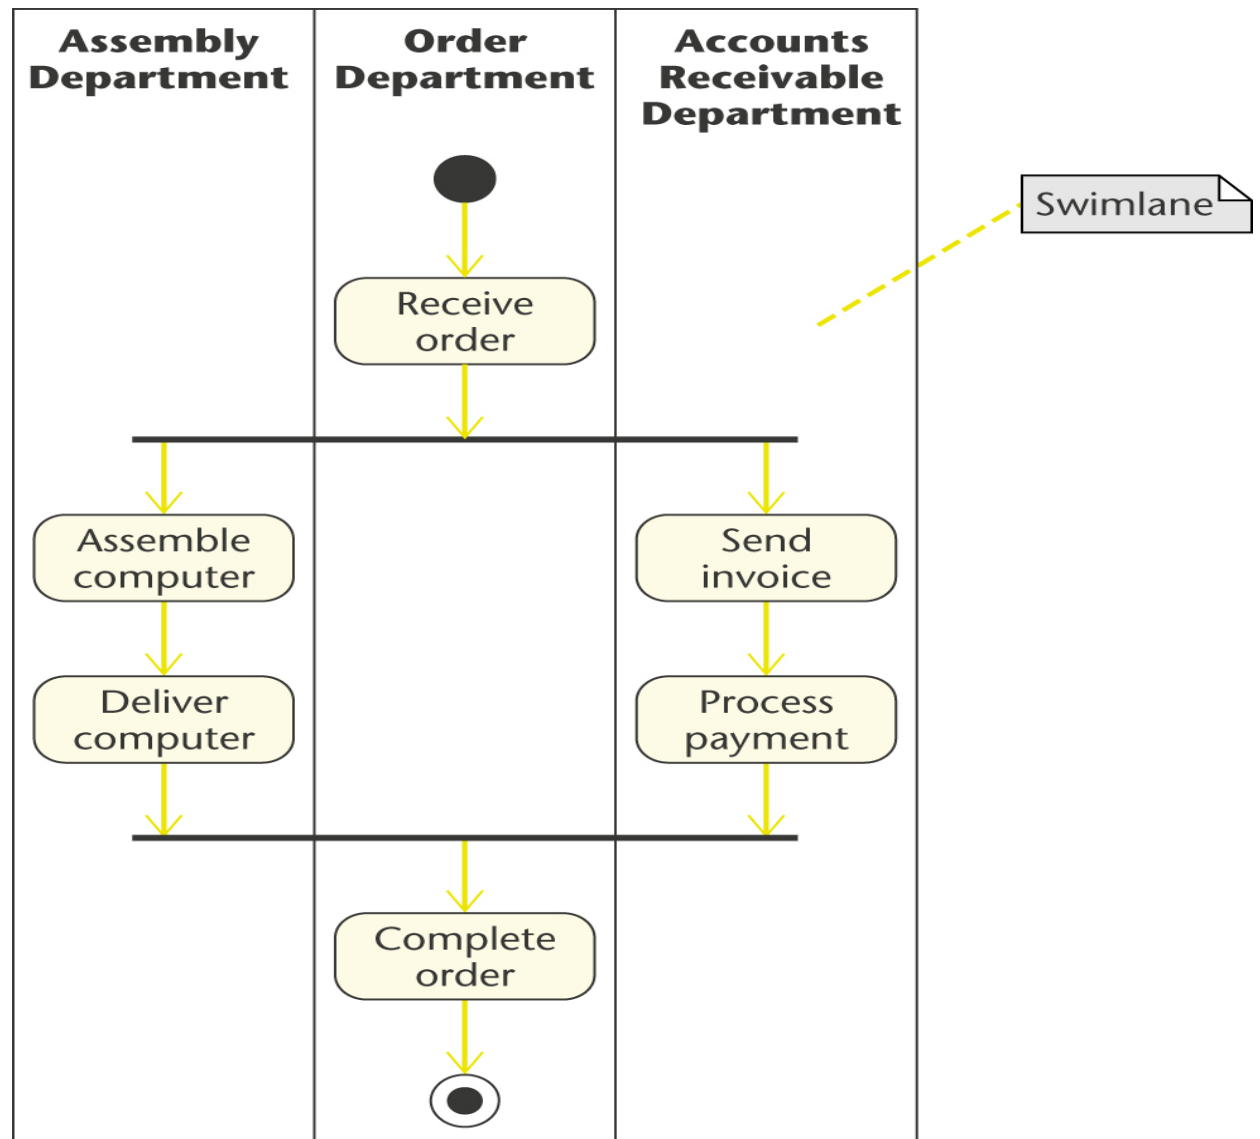 Assembly
Department
Order
Department
Accounts
Receivable
Department
Swimlane
Receive
order
Assemble
computer
Send
invoice
Deliver
computer
Process
payment
Complete
order